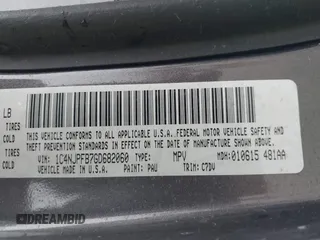 LB
TIRES
COLD
TIRES
COLD
THIS VEHICLE CONFORMS TO ALL APPLICABLE U.S.A. FEDERAL MOTOR VEHICLE SAFETY AND
THEFT PREVENTION STANDARDS IN EFFECT ON THE DATE OF MANUFACTURE SHOWN ABOVE.
VIN: 1C4NJPFB7GD682060 TYPE: MPV MDH: 010615 481AA
VEHICLE MADE IN U.S.A. PAINT: PAU TRIM: C7DV
DREAMBID